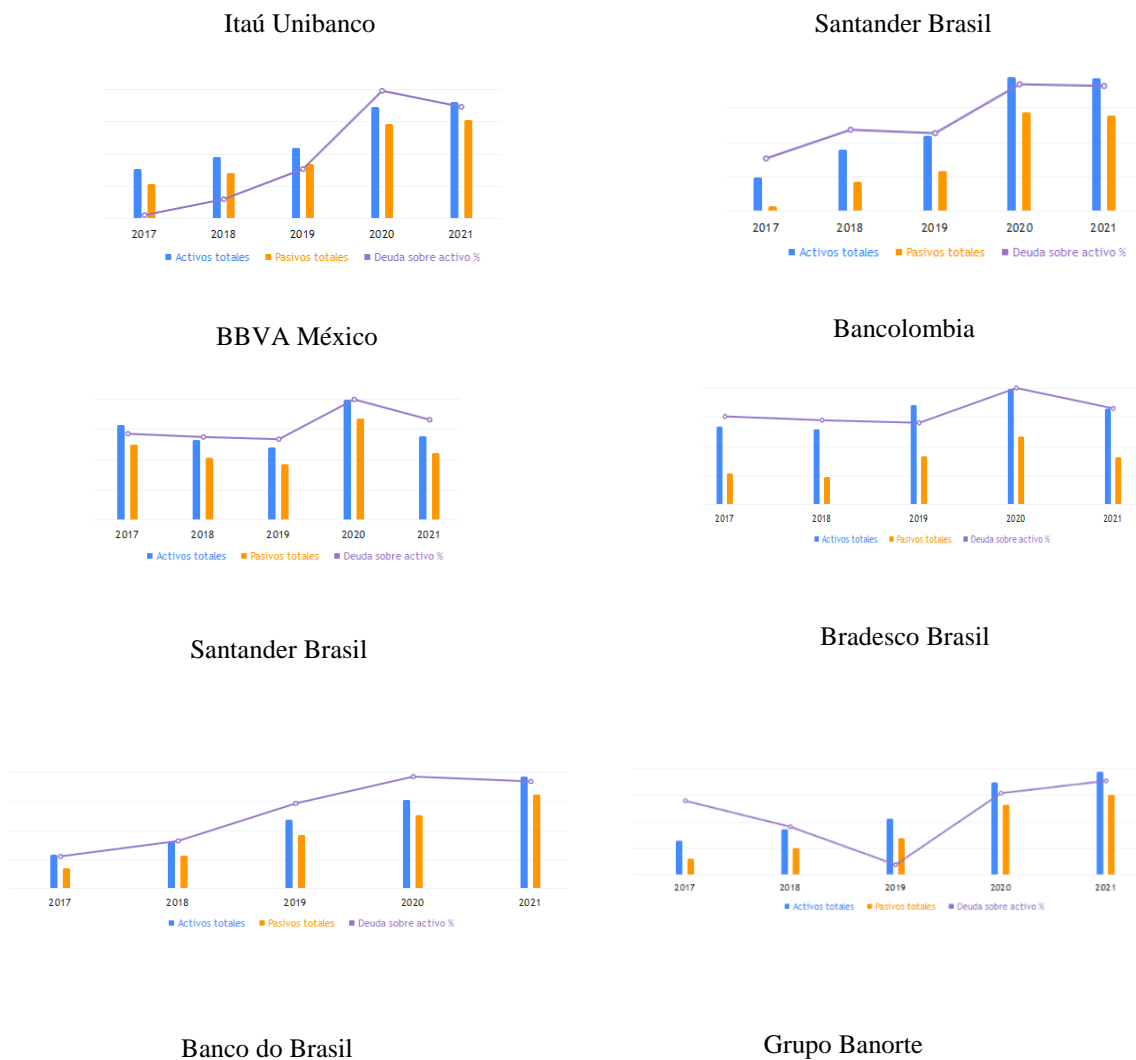 Itaú Unibanco
2017 2018 2019 2020 2021
Activos totales Pasivos totales Deuda sobre activo %
Santander Brasil
2017 2018 2019 2020 2021
Activos totales Pasivos totales Deuda sobre activo %
BBVA México
2017 2018 2019 2020 2021
Activos totales Pasivos totales Deuda sobre activo %
Bancolombia
2017 2018 2019 2020 2021
Activos totales Pasivos totales Deuda sobre activo %
Santander Brasil
2017 2018 2019 2020 2021
Activos totales Pasivos totales Deuda sobre activo %
Bradesco Brasil
2017 2018 2019 2020 2021
Activos totales Pasivos totales Deuda sobre activo %
Banco do Brasil
Grupo Banorte